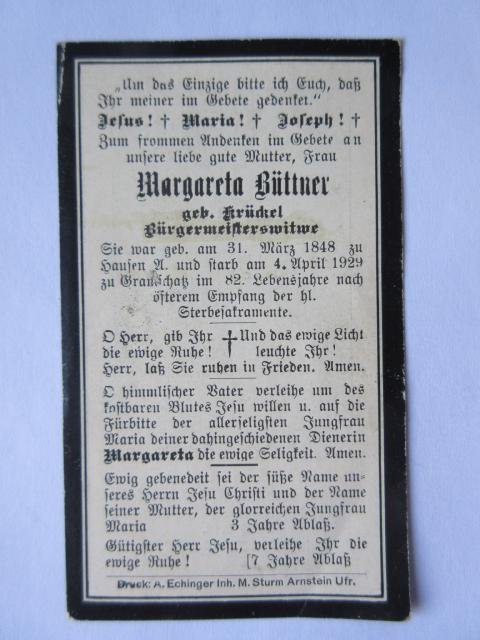 „Um das Einzige bitte ich Euch, daß
Ihr meiner im Gebete gedenket."
Jesus! † Maria! † Joseph! †
Zum frommen Andenken im Gebete an
unsere liebe gute Mutter, Frau
Margareta Büttner
geb. Krückel
Bürgermeisterswitwe
Sie war geb. am 31. März 1848 zu
Hausen A. und starb am 4. April 1929
zu Gramschatz im 82. Lebensjahre nach
öfterem Empfang der hl.
Sterbesakramente.
O Herr, gib Ihr † Und das ewige Licht
die ewige Ruhe! leuchte Ihr!
Herr, laß Sie ruhen in Frieden. Amen.
O himmlischer Vater verleihe um des
kostbaren Blutes Jesu willen u. auf die
Fürbitte der allerseligsten Jungfrau
Maria deiner dahingeschiedenen Dienerin
Margareta die ewige Seligkeit. Amen.
Ewig gebenedeit sei der süße Name un-
seres Herrn Jesu Christi und der Name
seiner Mutter, der glorreichen Jungfrau
Maria 3 Jahre Ablaß.
Gütigster Herr Jesu, verleihe Ihr die
ewige Ruhe! [7 Jahre Ablaß
Druck: A. Echinger Inh. M. Sturm Arnstein Ufr.